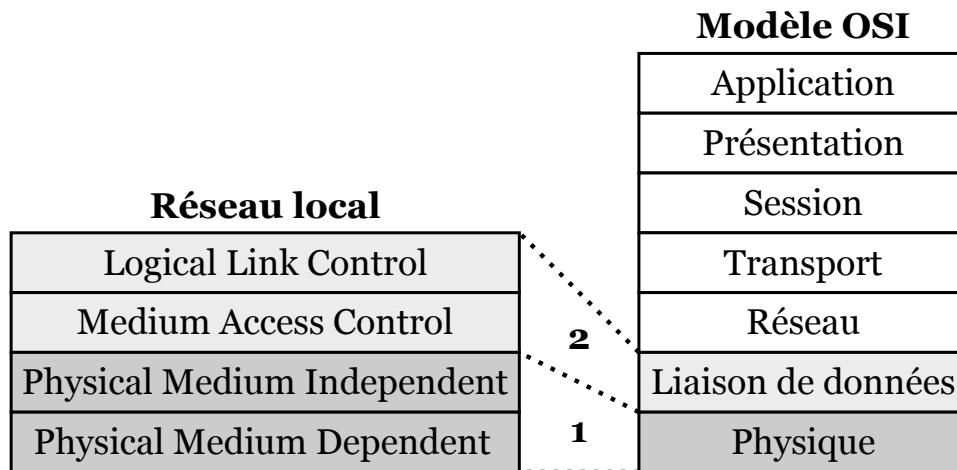 Modèle OSI
Application
Présentation
Session
Transport
Réseau
Liaison de données
Physique
Réseau local
Logical Link Control
Medium Access Control
Physical Medium Independent
Physical Medium Dependent
2
1